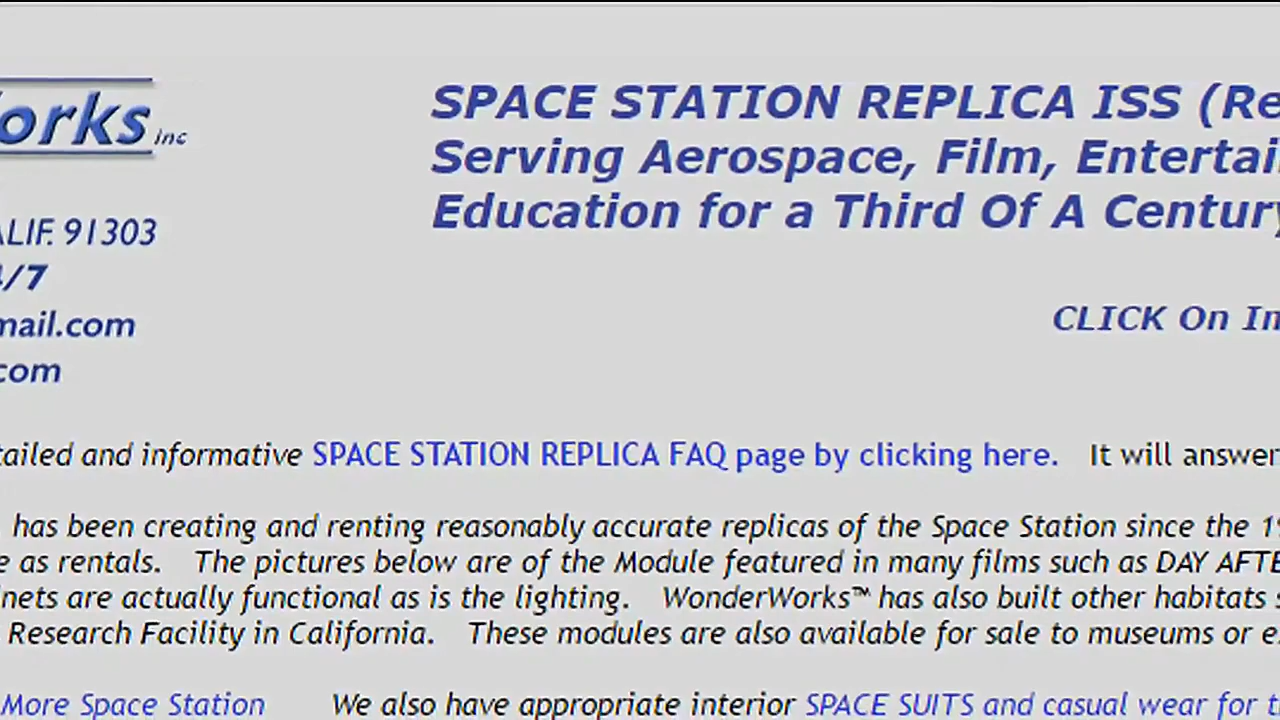 orks inc
SPACE STATION REPLICA ISS (Re
Serving Aerospace, Film, Entertai
Education for a Third Of A Century
ALIF. 91303
4/7
mail.com
com
CLICK On In
tailed and informative SPACE STATION REPLICA FAQ page by clicking here. It will answer
has been creating and renting reasonably accurate replicas of the Space Station since the 19
e as rentals. The pictures below are of the Module featured in many films such as DAY AFTE
nets are actually functional as is the lighting. WonderWorks™ has also built other habitats s
Research Facility in California. These modules are also available for sale to museums or e
More Space Station We also have appropriate interior SPACE SUITS and casual wear for t